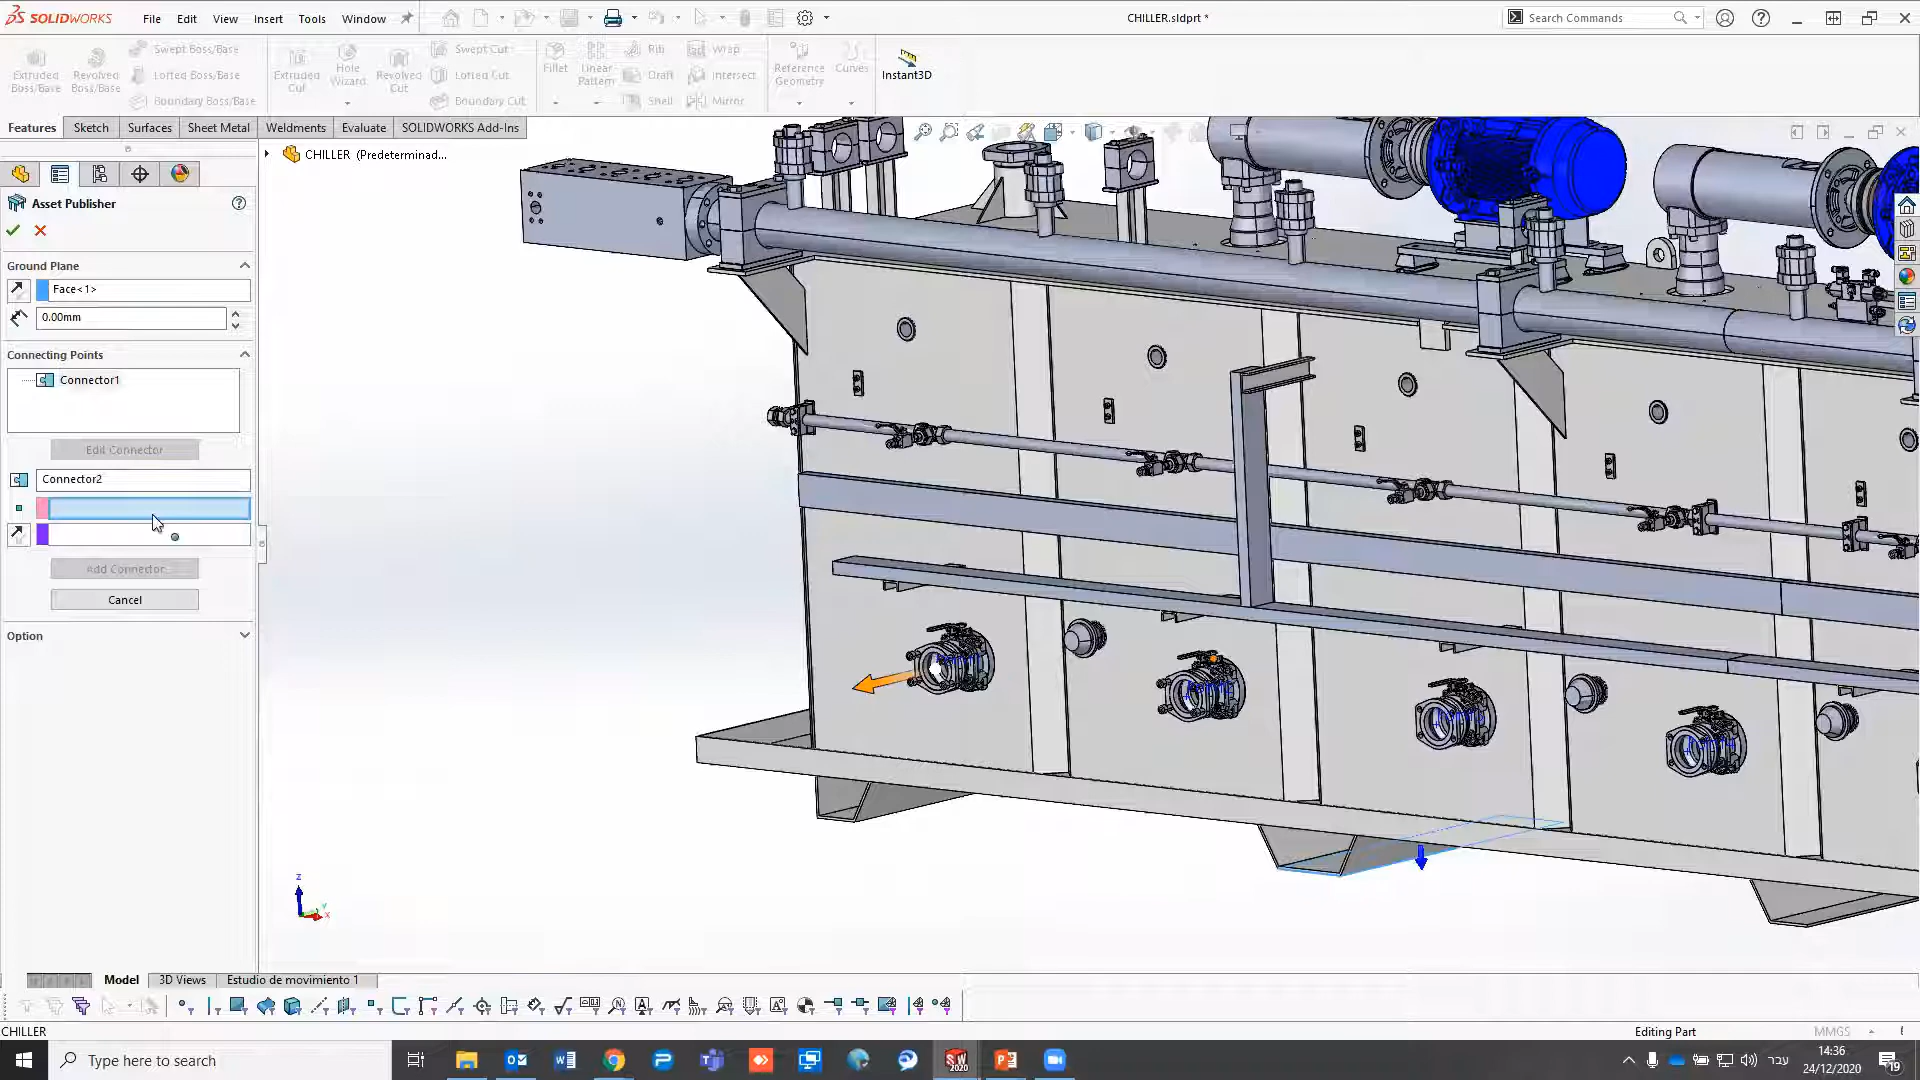 SOLIDWORKS
File Edit View Insert Tools Window
CHILLER.sldprt *
Search Commands
Extruded Boss/Base
Revolved Boss/Base
Swept Boss/Base
Lofted Boss/Base
Boundary Boss/Base
Extruded Cut
Hole Wizard
Revolved Cut
Swept Cut
Lofted Cut
Boundary Cut
Fillet
Linear Pattern
Rib
Draft
Shell
Wrap
Intersect
Mirror
Reference Geometry
Curves
Instant3D
Features Sketch Surfaces Sheet Metal Weldments Evaluate SOLIDWORKS Add-Ins
CHILLER (Predeterminad...
Asset Publisher
Ground Plane
Face<1>
0.00mm
Connecting Points
Connector1
Edit Connector
Connector2
Add Connector
Cancel
Option
Z
Y
X
Model 3D Views Estudio de movimiento 1
CHILLER
Editing Part
MMGS
Type here to search
SW
2020
עבר
14:36
24/12/2020
19